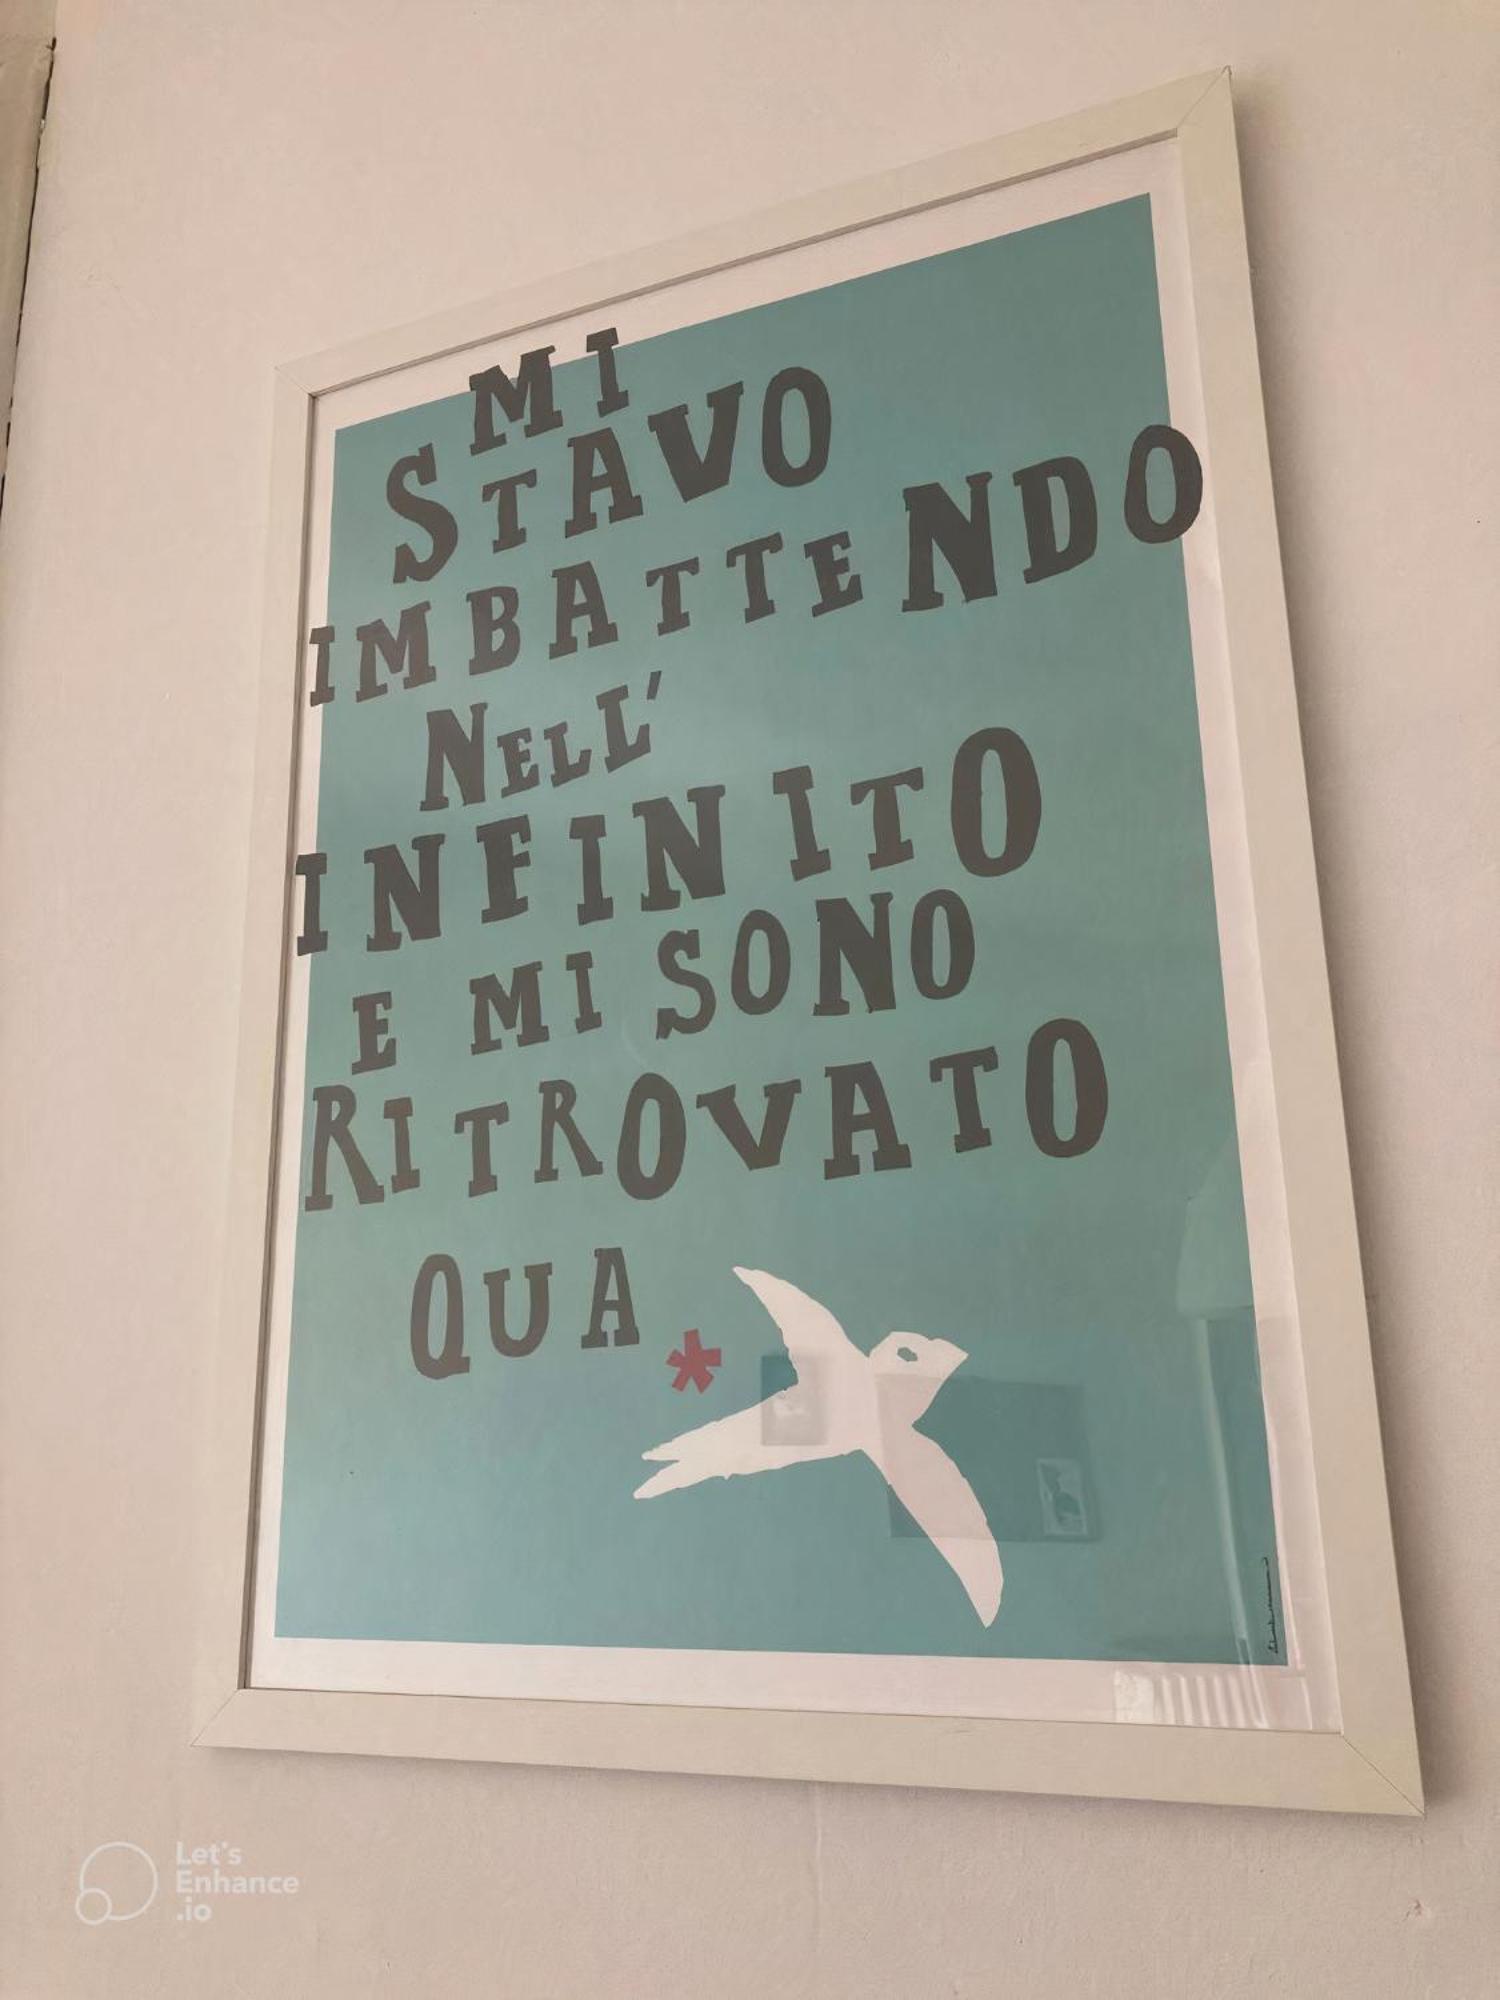 MI
STAVO
IMBATTENDO
NELL'
INFINITO
E MI SONO
RITROVATO
QUA*
Let's
Enhance
.io